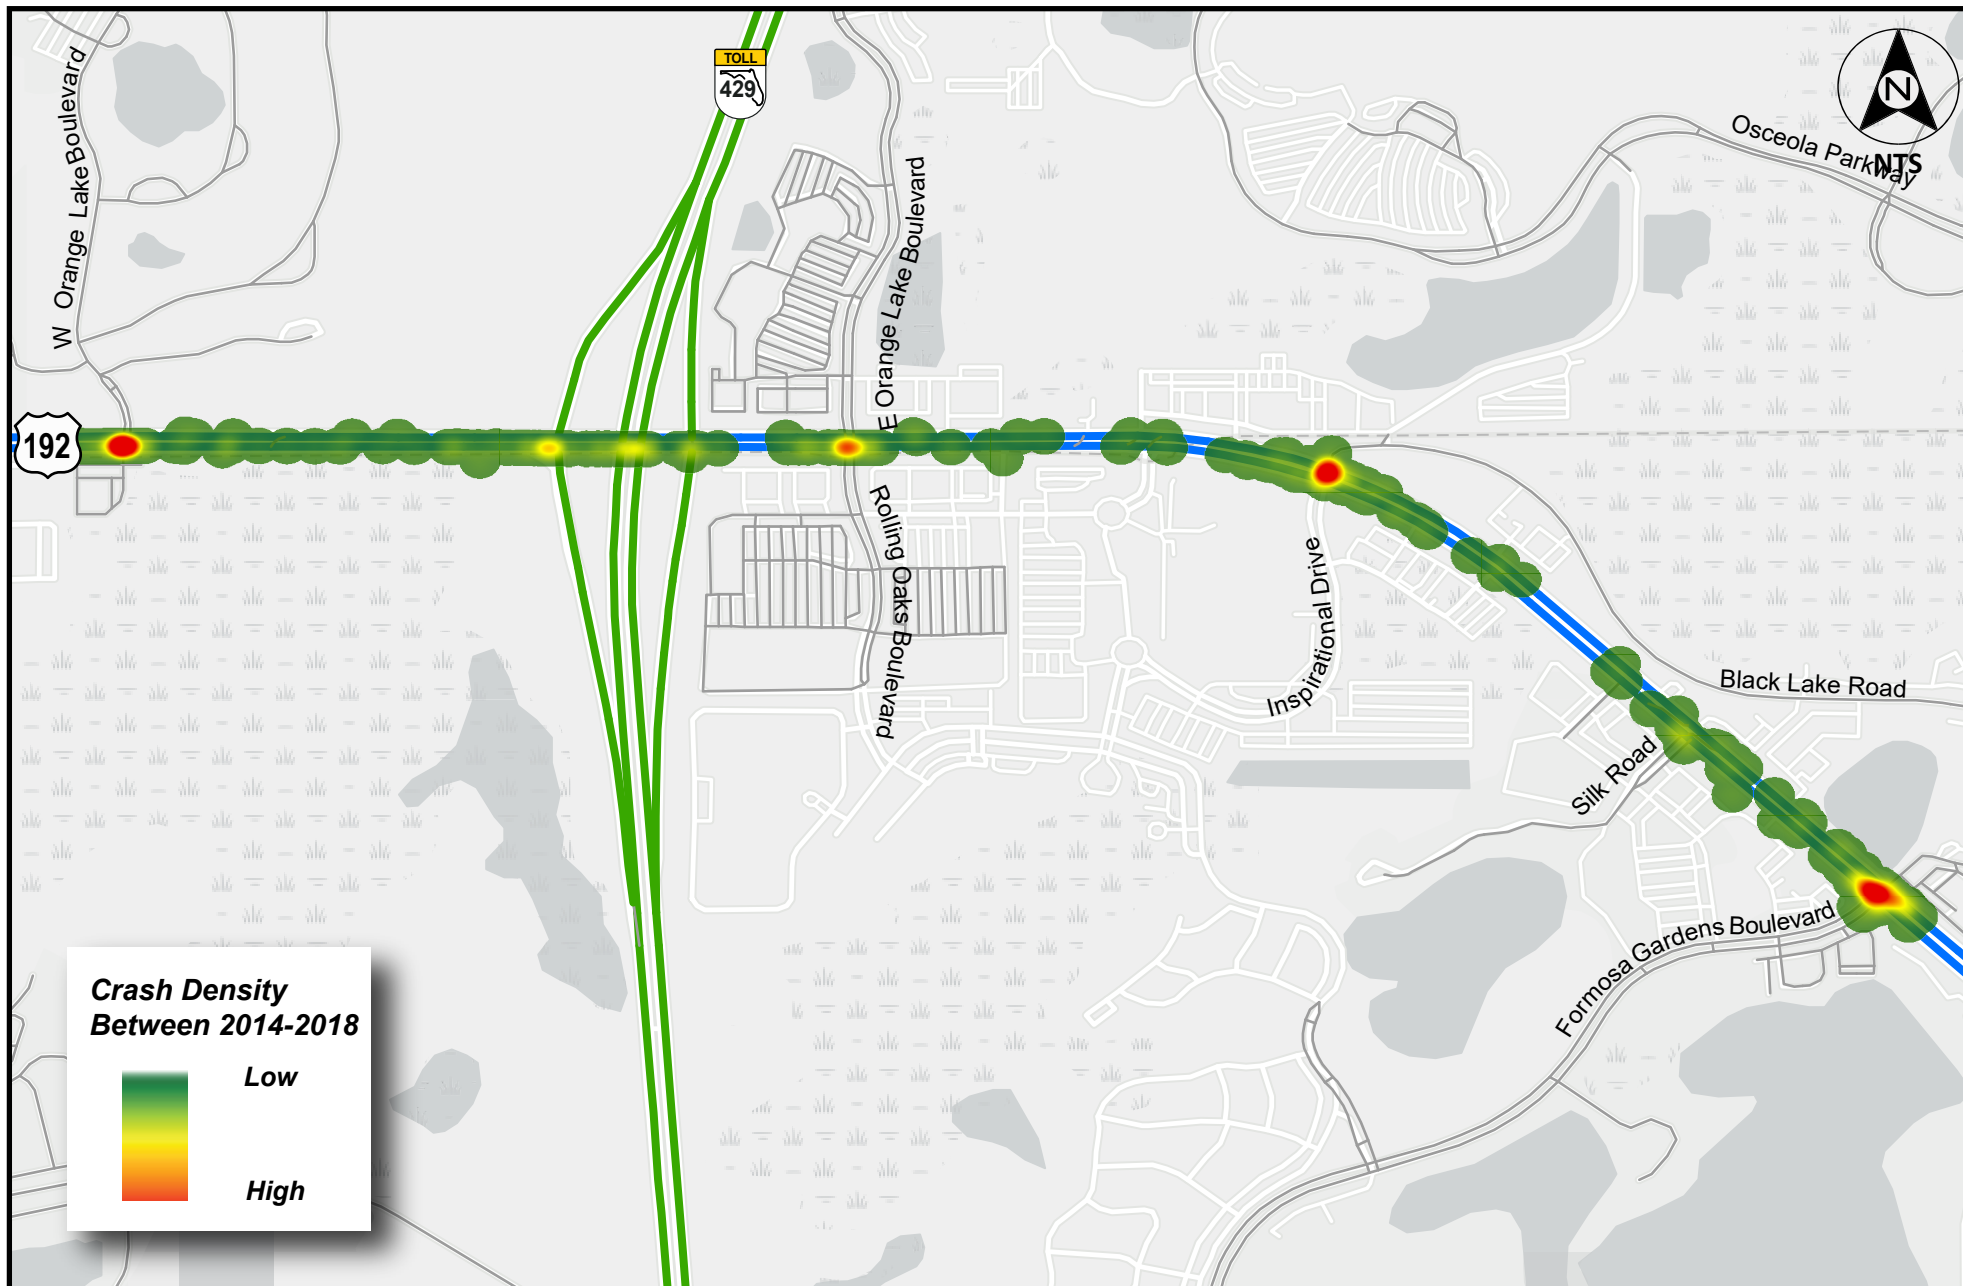 W Orange Lake Boulevard
TOLL
429
E Orange Lake Boulevard
N
NTS
Osceola Parkway
192
Rolling Oaks Boulevard
Inspirational Drive
Black Lake Road
Silk Road
Formosa Gardens Boulevard
Crash Density
Between 2014-2018
Low
High